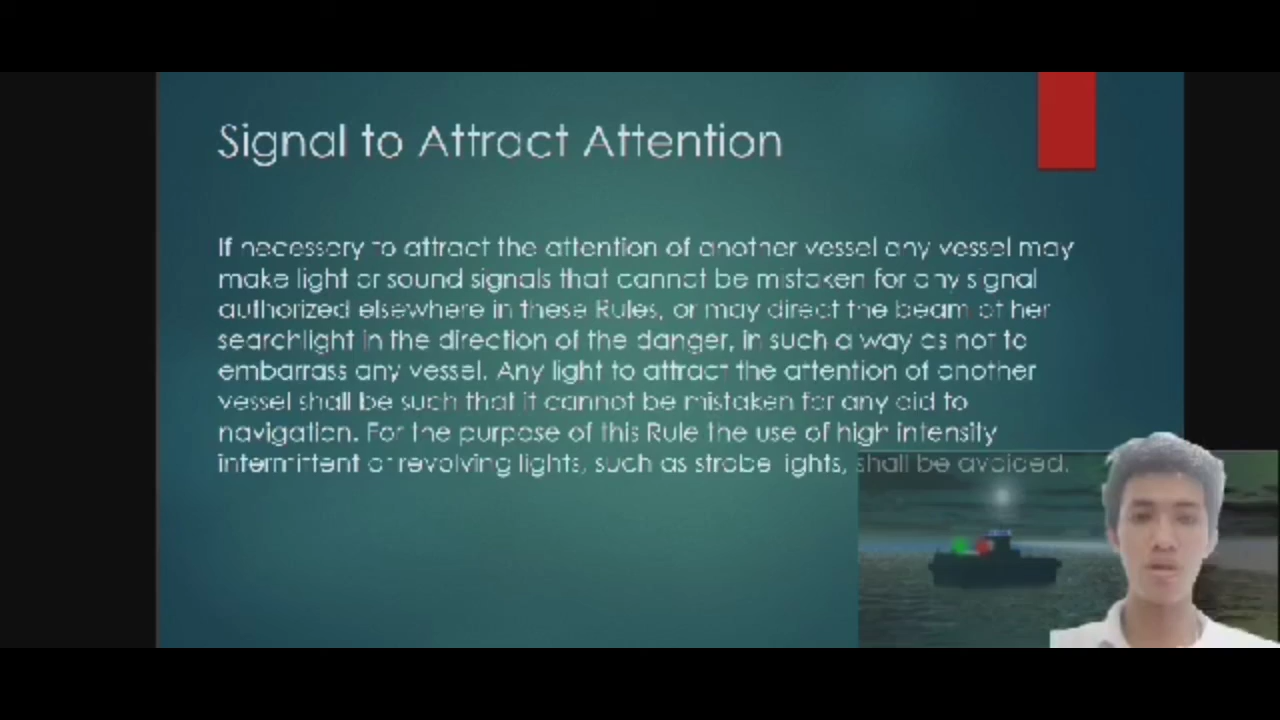 Signal to Attract Attention
If necessary to attract the attention of another vessel any vessel may
make light or sound signals that cannot be mistaken for any signal
authorized elsewhere in these Rules, or may direct the beam of her
searchlight in the direction of the danger, in such a way as not to
embarrass any vessel. Any light to attract the attention of another
vessel shall be such that it cannot be mistaken for any aid to
navigation. For the purpose of this Rule the use of high intensity
intermittent or revolving lights, such as strobe lights, shall be avoided.